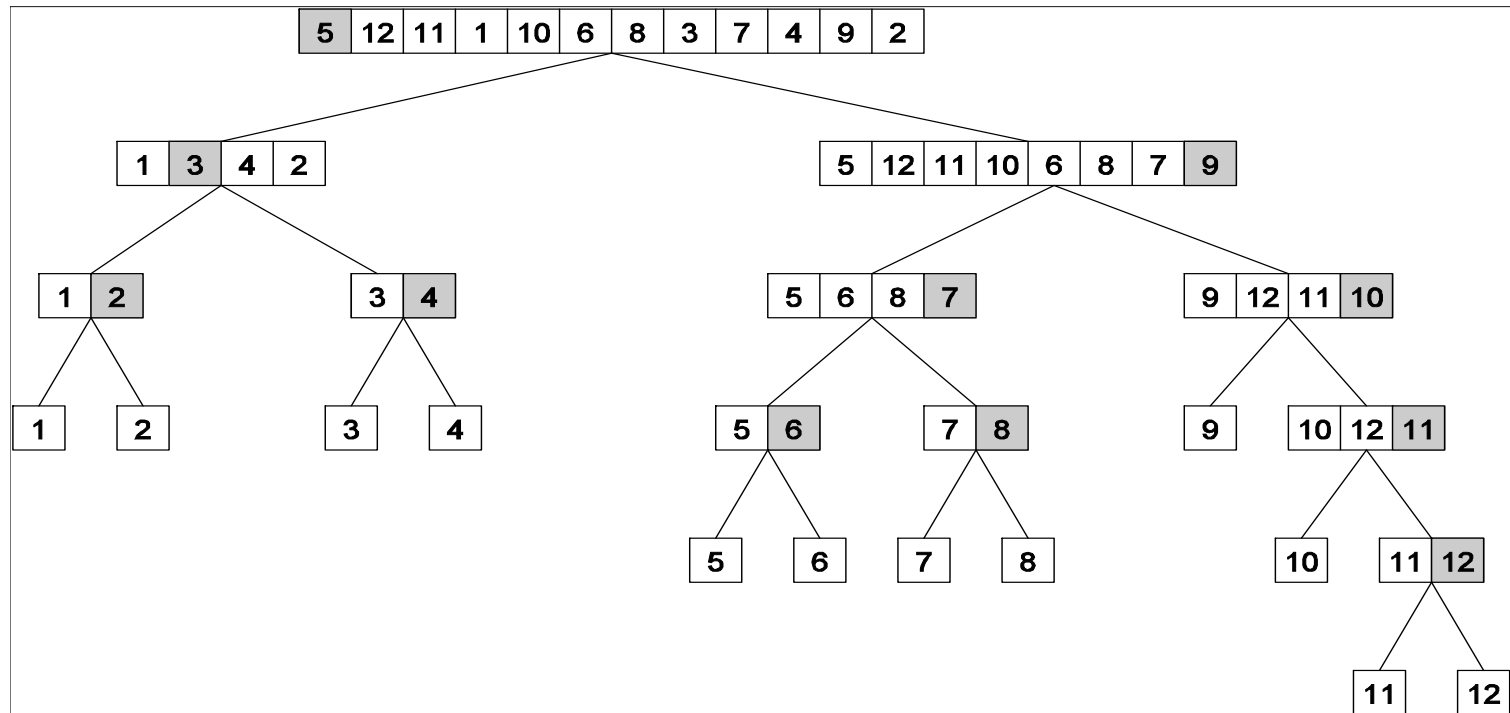 5 12 11 1 10 6 8 3 7 4 9 2
1 3 4 2 5 12 11 10 6 8 7 9
1 2 3 4 5 6 8 7 9 12 11 10
1 2 3 4 5 6 7 8 9 10 12 11
5 6 7 8 10 11 12
11 12